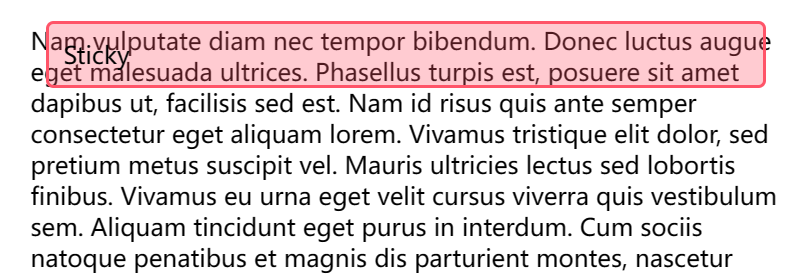 Sticky
Nam vulputate diam nec tempor bibendum. Donec luctus augue
eget malesuada ultrices. Phasellus turpis est, posuere sit amet
dapibus ut, facilisis sed est. Nam id risus quis ante semper
consectetur eget aliquam lorem. Vivamus tristique elit dolor, sed
pretium metus suscipit vel. Mauris ultricies lectus sed lobortis
finibus. Vivamus eu urna eget velit cursus viverra quis vestibulum
sem. Aliquam tincidunt eget purus in interdum. Cum sociis
natoque penatibus et magnis dis parturient montes, nascetur